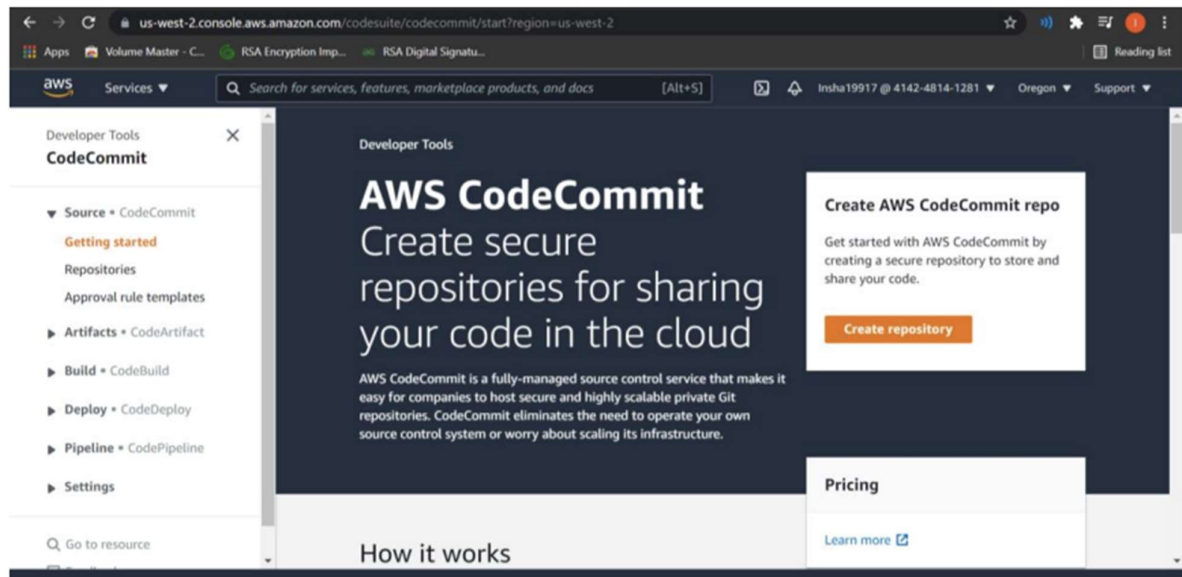 us-west-2.console.aws.amazon.com/codesuite/codecommit/start?region=us-west-2
Apps Volume Master - C... RSA Encryption Imp... RSA Digital Signatu... Reading list
aws Services ▼ Search for services, features, marketplace products, and docs [Alt+S] Insha19917 @ 4142-4814-1281 ▼ Oregon ▼ Support ▼
Developer Tools
CodeCommit
Source • CodeCommit
Getting started
Repositories
Approval rule templates
Artifacts • CodeArtifact
Build • CodeBuild
Deploy • CodeDeploy
Pipeline • CodePipeline
Settings
Go to resource
Developer Tools
AWS CodeCommit
Create secure
repositories for sharing
your code in the cloud
AWS CodeCommit is a fully-managed source control service that makes it
easy for companies to host secure and highly scalable private Git
repositories. CodeCommit eliminates the need to operate your own
source control system or worry about scaling its infrastructure.
Create AWS CodeCommit repo
Get started with AWS CodeCommit by
creating a secure repository to store and
share your code.
Create repository
Pricing
Learn more
How it works